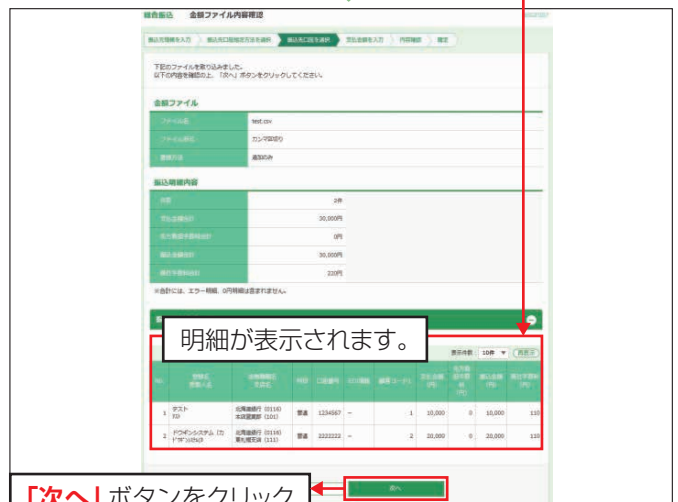 総合振込 金額ファイル内容確認
振込元情報を入力 振込先口座指定方法を選択 振込先口座を選択 支払金額を入力 内容確認 確定
下記のファイルを取り込みました。
以下の内容を確認の上、「次へ」ボタンをクリックしてください。
金額ファイル
ファイル名 test.csv
ファイル形式 カンマ区切り
登録方法 追加のみ
振込明細内容
件数 2件
支払金額合計 30,000円
先方負担手数料合計 0円
振込金額合計 30,000円
振込手数料合計 220円
※合計には、エラー明細、0円明細は含まれません。
明細が表示されます。
表示件数: 10件 再表示
No. 登録名 受取人名 金融機関名 支店名 科目 口座番号 EDI情報 顧客コード1 支払金額(円) 先方負担手数料(円) 振込金額(円) 振込手数料(円)
1 テスト 北海道銀行 (0116) 本店営業部 (101) 普通 1234567 - 1 10,000 0 10,000 110
2 ドウギンシステム (カ 北海道銀行 (0116) 普通 2222222 - 2 20,000 0 20,000 110
次へ
「次へ」ボタンをクリック